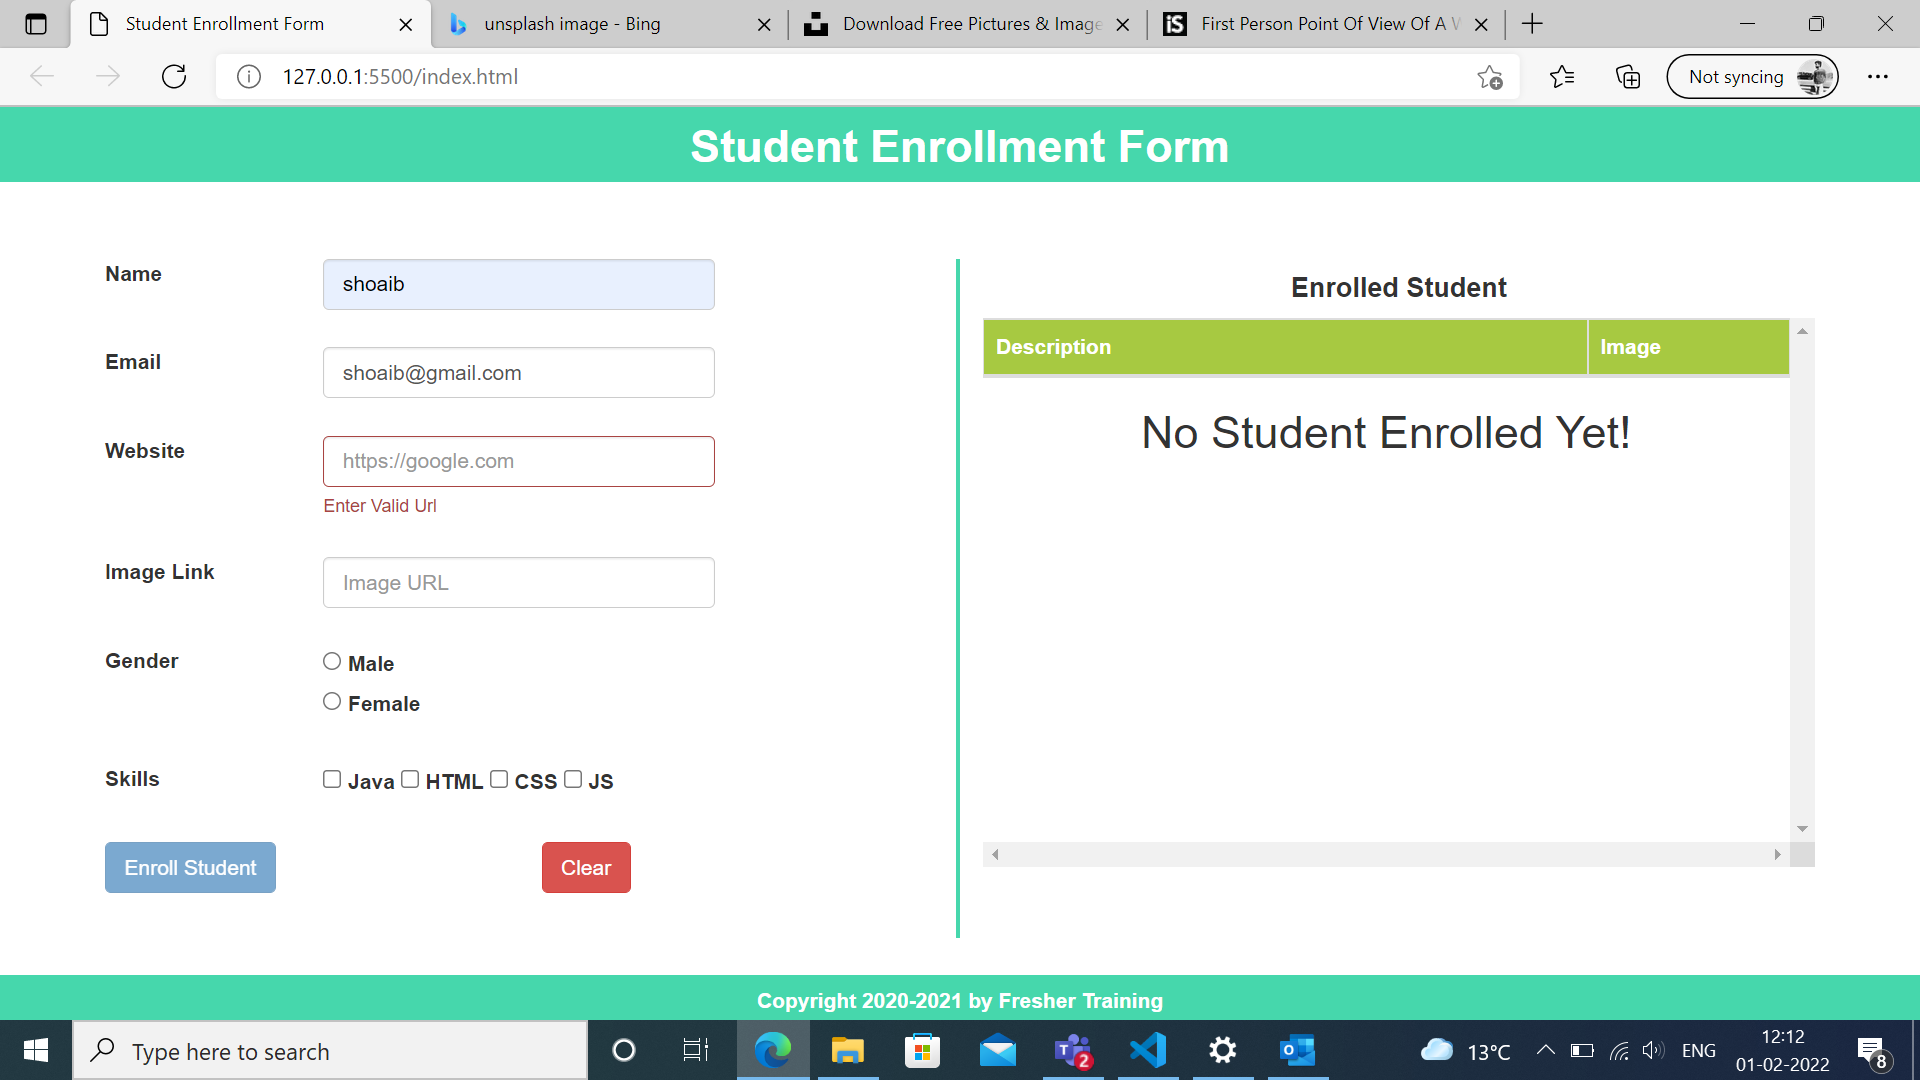 Student Enrollment Form
unsplash image - Bing
Download Free Pictures & Image
First Person Point Of View Of A V
127.0.0.1:5500/index.html
Not syncing
Student Enrollment Form
Name
shoaib
Email
shoaib@gmail.com
Website
https://google.com
Enter Valid Url
Image Link
Image URL
Gender
Male
Female
Skills
Java HTML CSS JS
Enroll Student
Clear
Enrolled Student
Description Image
No Student Enrolled Yet!
Copyright 2020-2021 by Fresher Training
Type here to search
2
13°C
ENG
12:12
01-02-2022
8